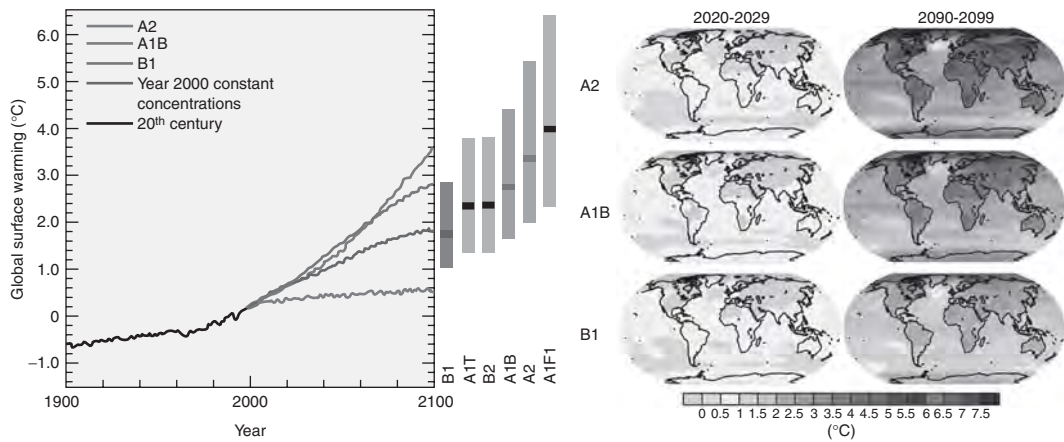 Global surface warming (°C)
6.0
5.0
4.0
3.0
2.0
1.0
0
–1.0
A2
A1B
B1
Year 2000 constant
concentrations
20th century
1900
2000
2100
Year
B1
A1T
B2
A1B
A2
A1F1
2020-2029
2090-2099
A2
A1B
B1
0 0.5 1 1.5 2 2.5 3 3.5 4 4.5 5 5.5 6 6.5 7 7.5
(°C)